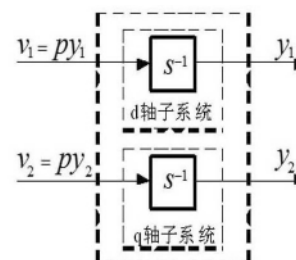 v₁ = py₁
s⁻¹
y₁
d轴子系统
v₂ = py₂
s⁻¹
y₂
q轴子系统